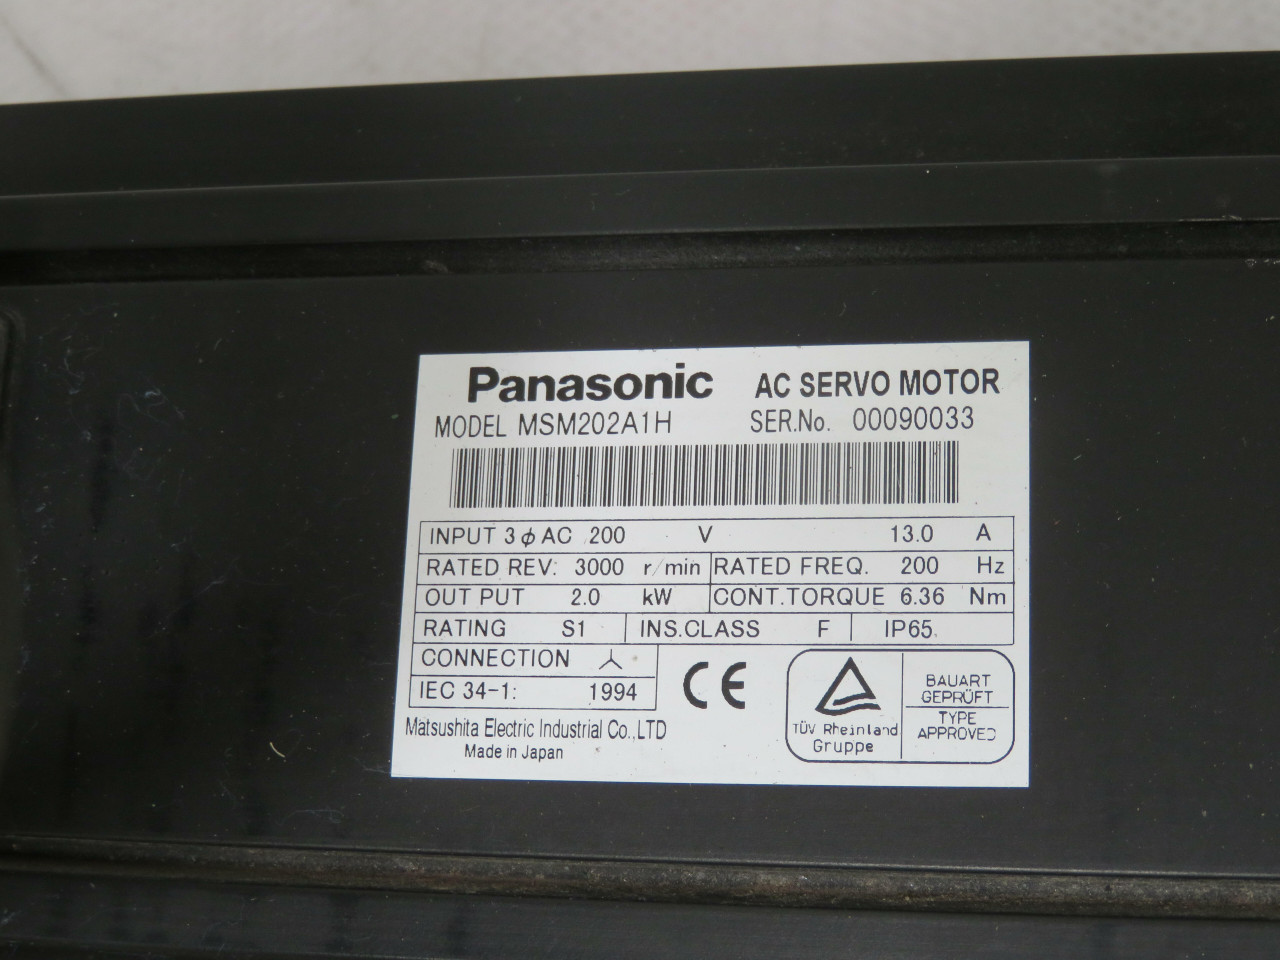 Panasonic AC SERVO MOTOR
MODEL MSM202A1H SER.No. 00090033
INPUT 3 ϕ AC 200 V 13.0 A
RATED REV: 3000 r/min RATED FREQ. 200 Hz
OUT PUT 2.0 kW CONT.TORQUE 6.36 Nm
RATING S1 INS.CLASS F IP65
CONNECTION
IEC 34-1: 1994
CE
TÜV Rheinland
Gruppe
BAUART
GEPRÜFT
TYPE
APPROVED
Matsushita Electric Industrial Co.,LTD
Made in Japan